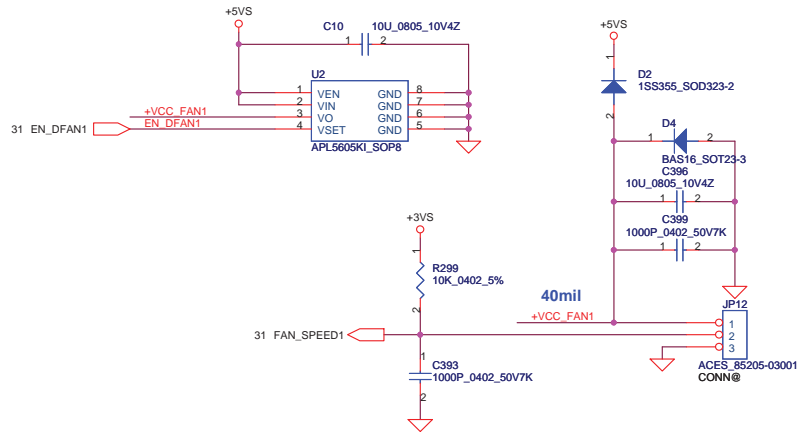 +5VS
C10
10U_0805_10V4Z
1
2
U2
1
VEN
GND
8
2
VIN
GND
7
+VCC_FAN1
3
VO
GND
6
31 EN_DFAN1
EN_DFAN1
4
VSET
GND
5
APL5605KI_SOP8
+5VS
1
D2
1SS355_SOD323-2
2
D4
1
2
BAS16_SOT23-3
C396
10U_0805_10V4Z
1
2
C399
1000P_0402_50V7K
1
2
+3VS
1
R299
10K_0402_5%
2
40mil
+VCC_FAN1
JP12
1
2
3
31 FAN_SPEED1
1
C393
1000P_0402_50V7K
2
ACES_85205-03001
CONN@